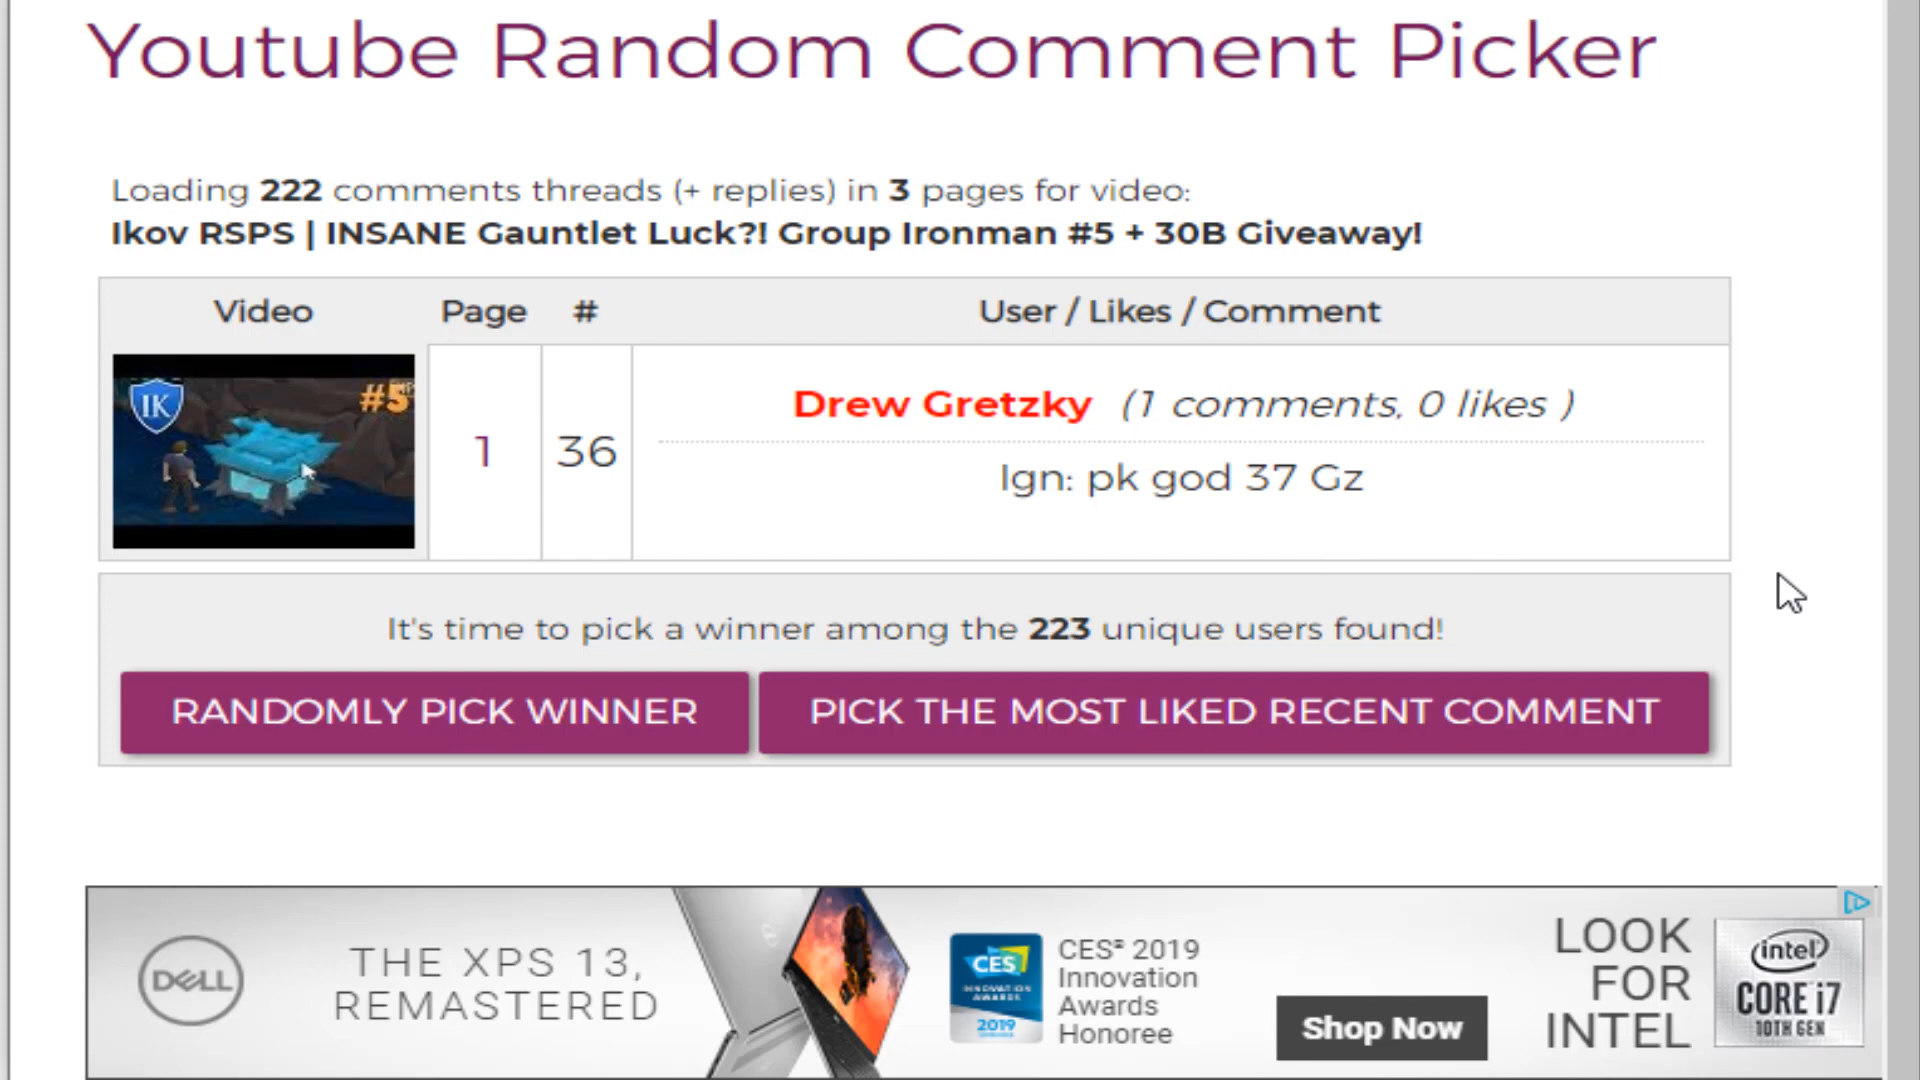 Youtube Random Comment Picker
Loading 222 comments threads (+ replies) in 3 pages for video:
Ikov RSPS | INSANE Gauntlet Luck?! Group Ironman #5 + 30B Giveaway!
Video Page # User / Likes / Comment
IK #5
1 36 Drew Gretzky (1 comments, 0 likes )
Ign: pk god 37 Gz
It's time to pick a winner among the 223 unique users found!
RANDOMLY PICK WINNER PICK THE MOST LIKED RECENT COMMENT
DELL
THE XPS 13,
REMASTERED
CES
INNOVATION
AWARDS
2019
CES® 2019
Innovation
Awards
Honoree
Shop Now
LOOK
FOR
INTEL
intel
CORE i7
10TH GEN